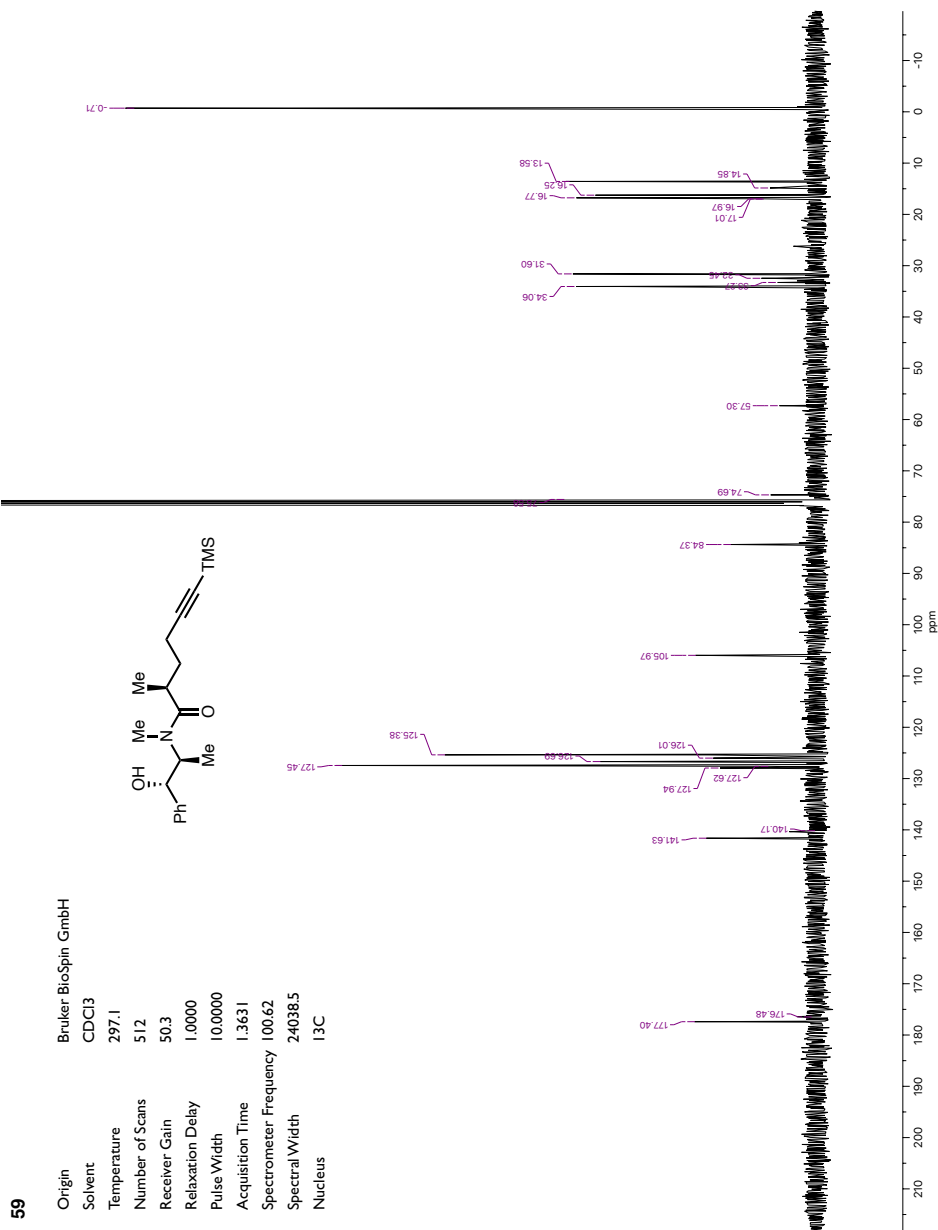 59
Origin Bruker BioSpin GmbH
Solvent CDCl3
Temperature 297.1
Number of Scans 512
Receiver Gain 50.3
Relaxation Delay 1.0000
Pulse Width 10.0000
Acquisition Time 1.3631
Spectrometer Frequency 100.62
Spectral Width 24038.5
Nucleus 13C
OH
Me
Me
Ph
N
Me
O
TMS
177.40
176.48
141.63
140.17
127.94
127.62
127.45
126.69
126.01
125.38
105.97
84.37
74.69
57.30
34.06
33.27
32.45
31.60
17.01
16.97
16.77
16.25
14.85
13.58
-0.71
210 200 190 180 170 160 150 140 130 120 110 100 90 80 70 60 50 40 30 20 10 0 -10
ppm